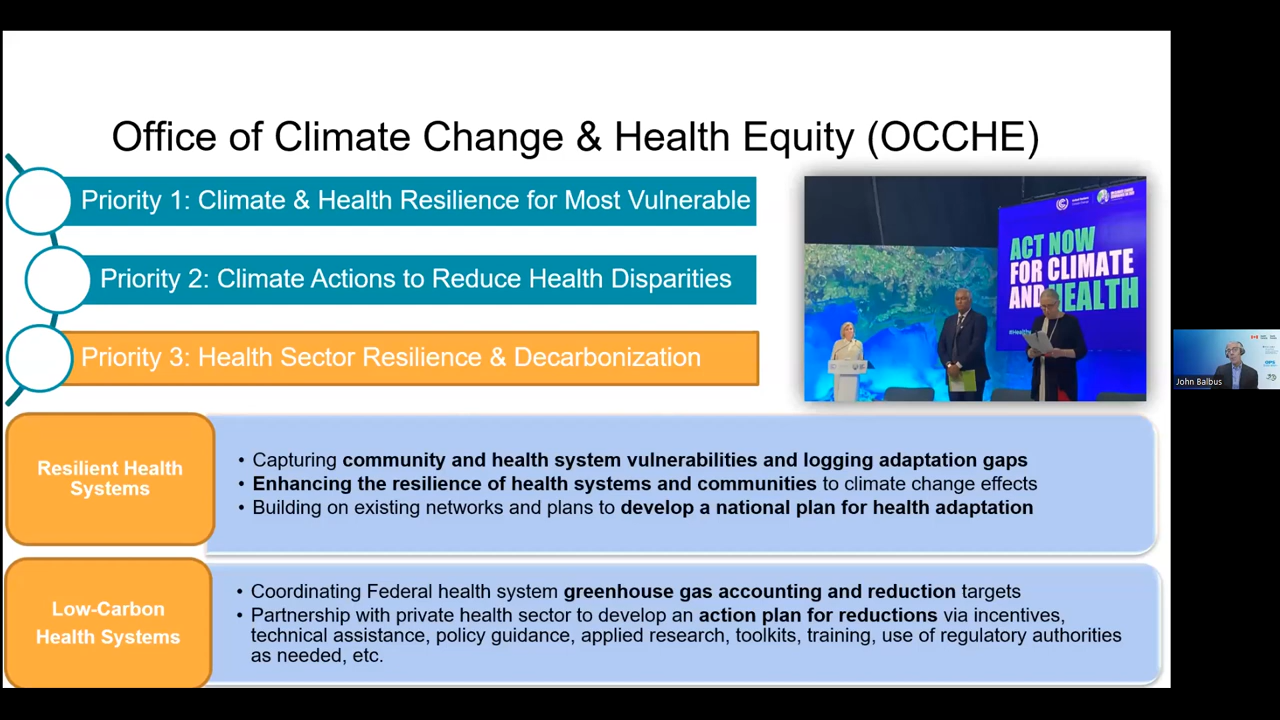 Office of Climate Change & Health Equity (OCCHE)
Priority 1: Climate & Health Resilience for Most Vulnerable
Priority 2: Climate Actions to Reduce Health Disparities
Priority 3: Health Sector Resilience & Decarbonization
ACT NOW
FOR CLIMATE
AND HEALTH
John Balbus
Resilient Health
Systems
• Capturing community and health system vulnerabilities and logging adaptation gaps
• Enhancing the resilience of health systems and communities to climate change effects
• Building on existing networks and plans to develop a national plan for health adaptation
Low-Carbon
Health Systems
• Coordinating Federal health system greenhouse gas accounting and reduction targets
• Partnership with private health sector to develop an action plan for reductions via incentives,
technical assistance, policy guidance, applied research, toolkits, training, use of regulatory authorities
as needed, etc.